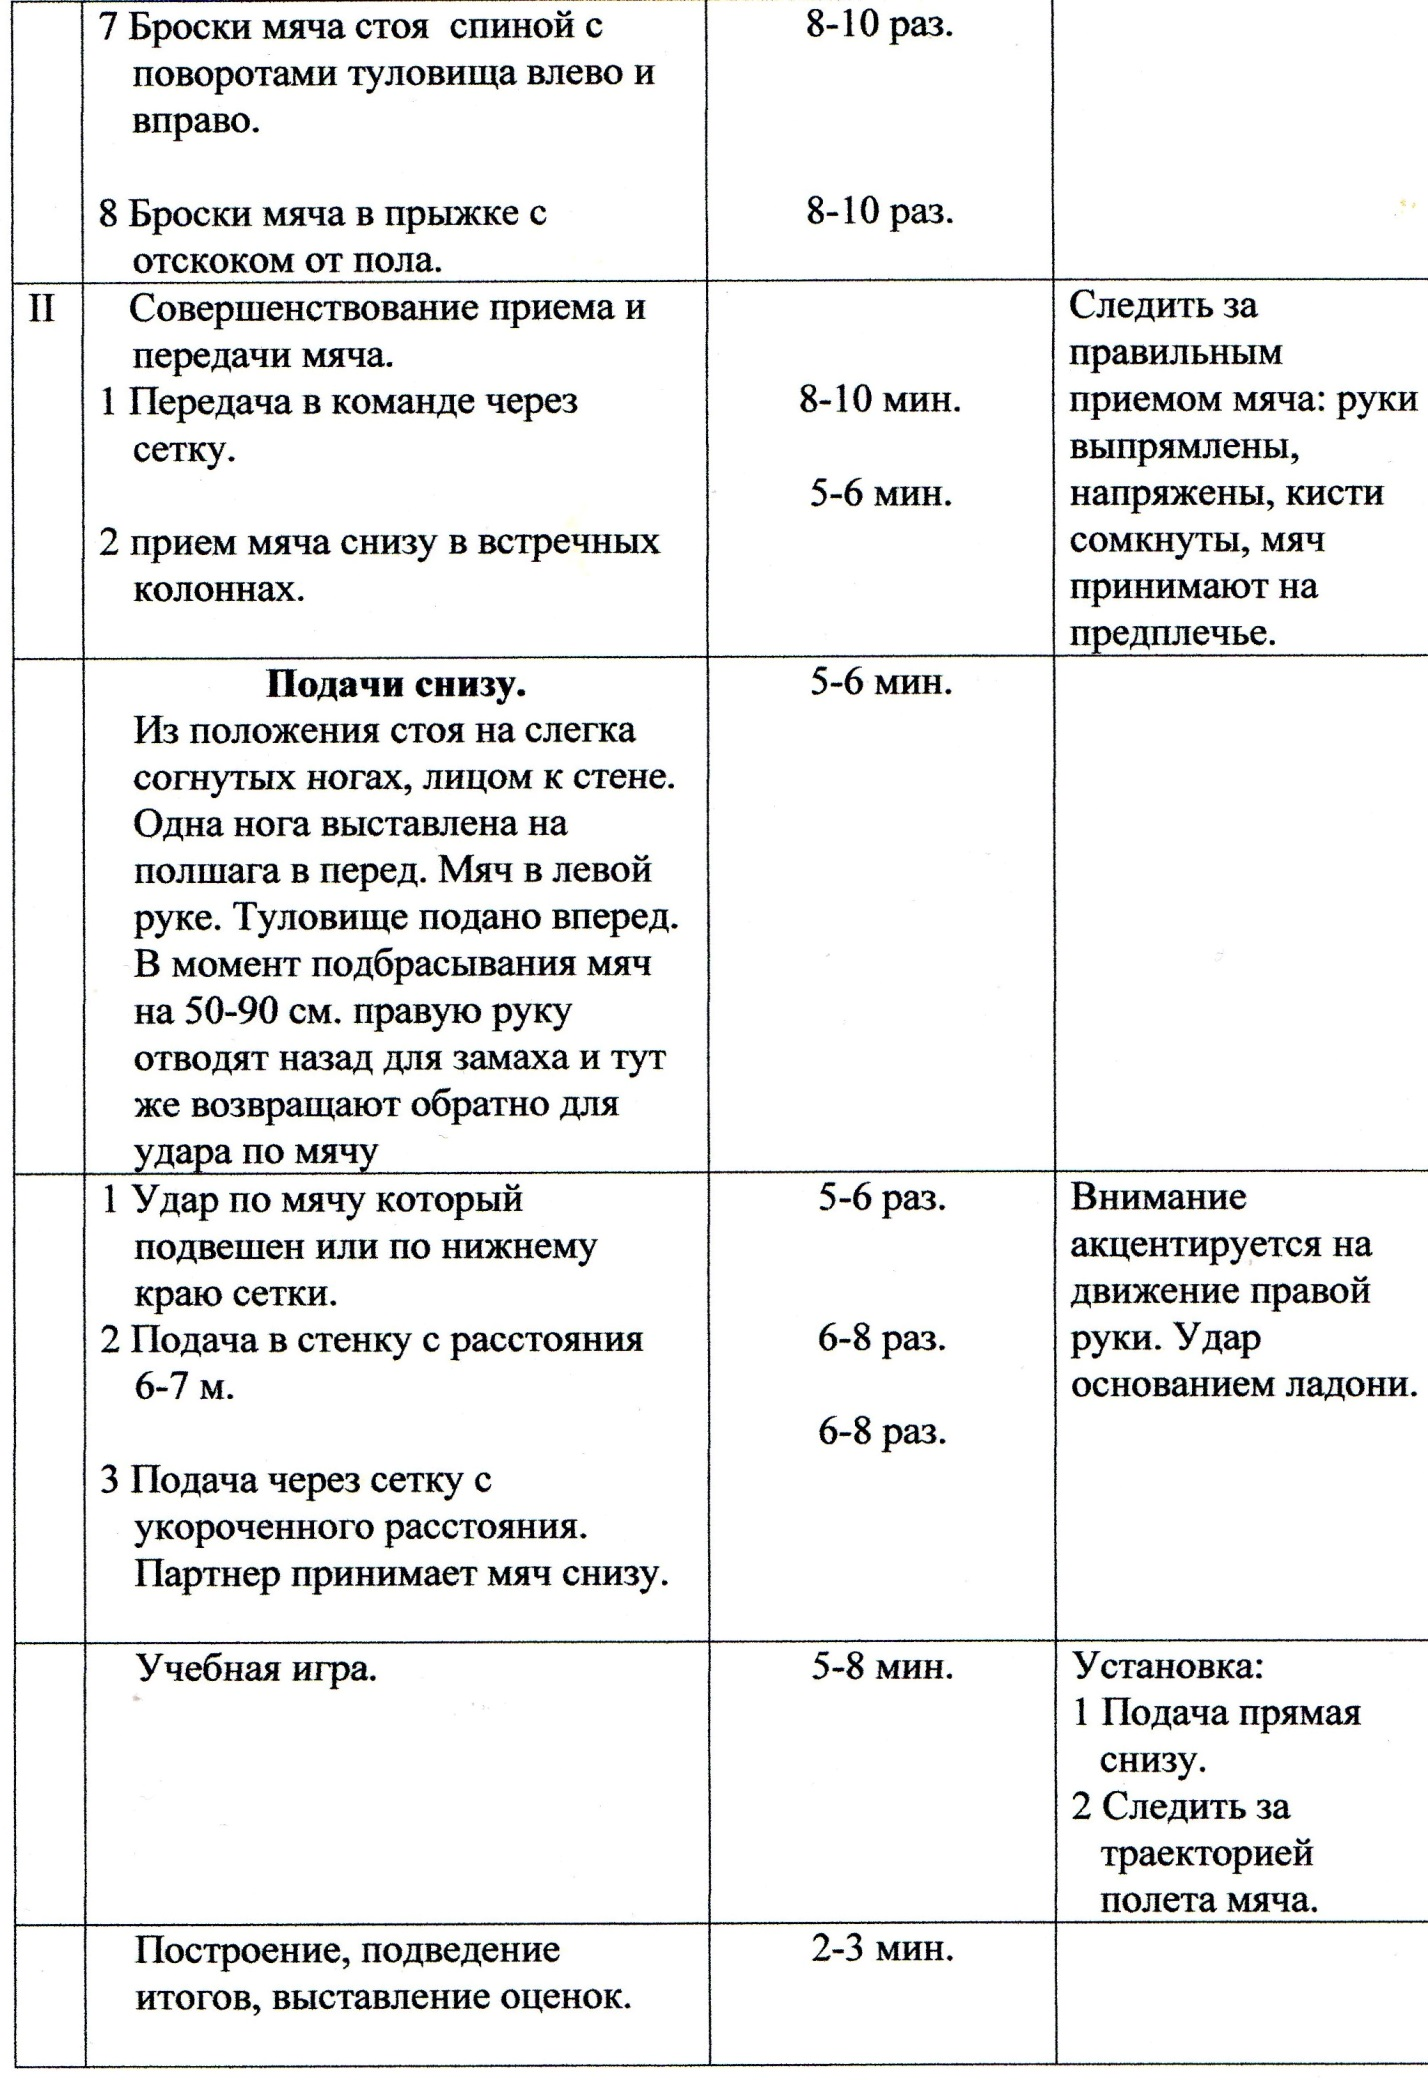 7 Броски мяча стоя спиной с
поворотами туловища влево и
вправо.
8-10 раз.
8 Броски мяча в прыжке с
отскоком от пола.
8-10 раз.
II
Совершенствование приема и
передачи мяча.
1 Передача в команде через
сетку.
2 прием мяча снизу в встречных
колоннах.
8-10 мин.
5-6 мин.
Следить за
правильным
приемом мяча: руки
выпрямлены,
напряжены, кисти
сомкнуты, мяч
принимают на
предплечье.
Подачи снизу.
Из положения стоя на слегка
согнутых ногах, лицом к стене.
Одна нога выставлена на
полшага в перед. Мяч в левой
руке. Туловище подано вперед.
В момент подбрасывания мяч
на 50-90 см. правую руку
отводят назад для замаха и тут
же возвращают обратно для
удара по мячу
5-6 мин.
1 Удар по мячу который
подвешен или по нижнему
краю сетки.
2 Подача в стенку с расстояния
6-7 м.
3 Подача через сетку с
укороченного расстояния.
Партнер принимает мяч снизу.
5-6 раз.
6-8 раз.
6-8 раз.
Внимание
акцентируется на
движение правой
руки. Удар
основанием ладони.
Учебная игра.
5-8 мин.
Установка:
1 Подача прямая
снизу.
2 Следить за
траекторией
полета мяча.
Построение, подведение
итогов, выставление оценок.
2-3 мин.